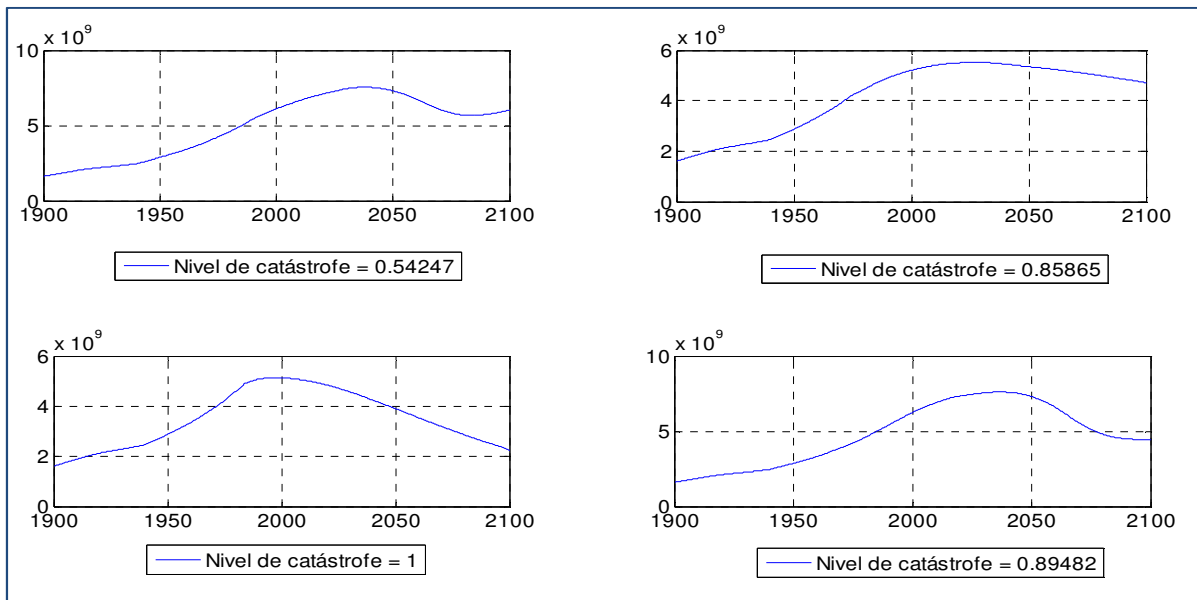 x 10^9
10
5
0
1900 1950 2000 2050 2100
Nivel de catástrofe = 0.54247
x 10^9
6
4
2
0
1900 1950 2000 2050 2100
Nivel de catástrofe = 0.85865
x 10^9
6
4
2
0
1900 1950 2000 2050 2100
Nivel de catástrofe = 1
x 10^9
10
5
0
1900 1950 2000 2050 2100
Nivel de catástrofe = 0.89482